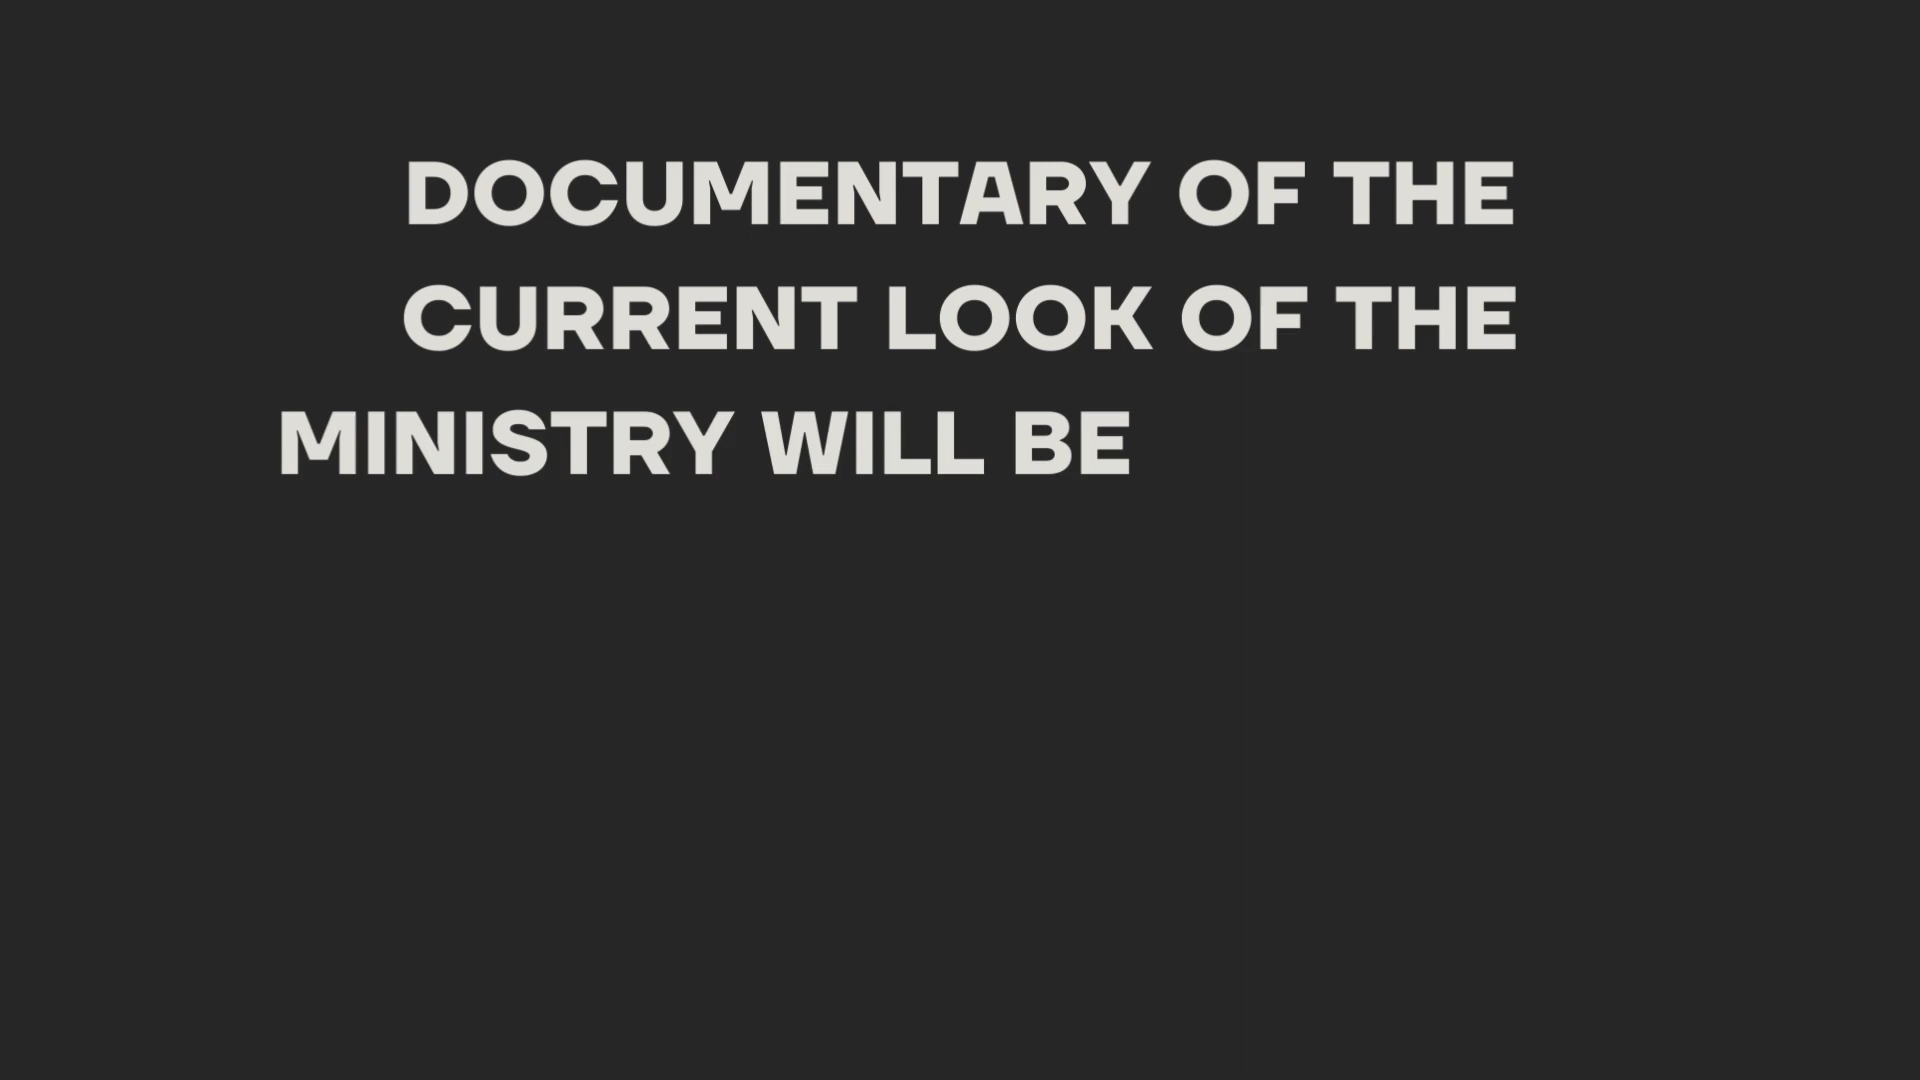 DOCUMENTARY OF THE
CURRENT LOOK OF THE
MINISTRY WILL BE